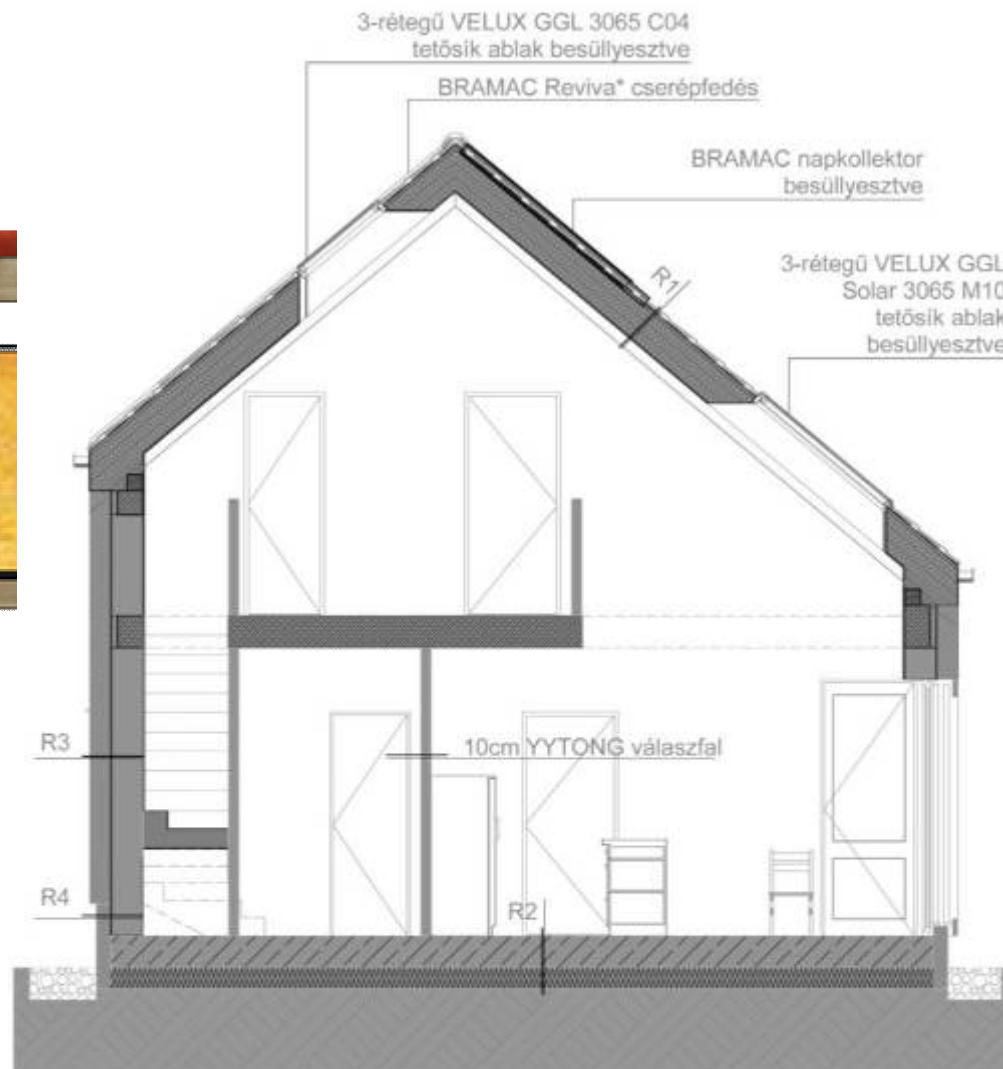 3-rétegű VELUX GGL 3065 C04
tetősík ablak besüllyesztve
BRAMAC Reviva* cserépfedés
BRAMAC napkollektor
besüllyesztve
3-rétegű VELUX GGL
Solar 3065 M10
tetősík ablak
besüllyesztve
R1
R3
10cm YYTONG válaszfal
R4
R2